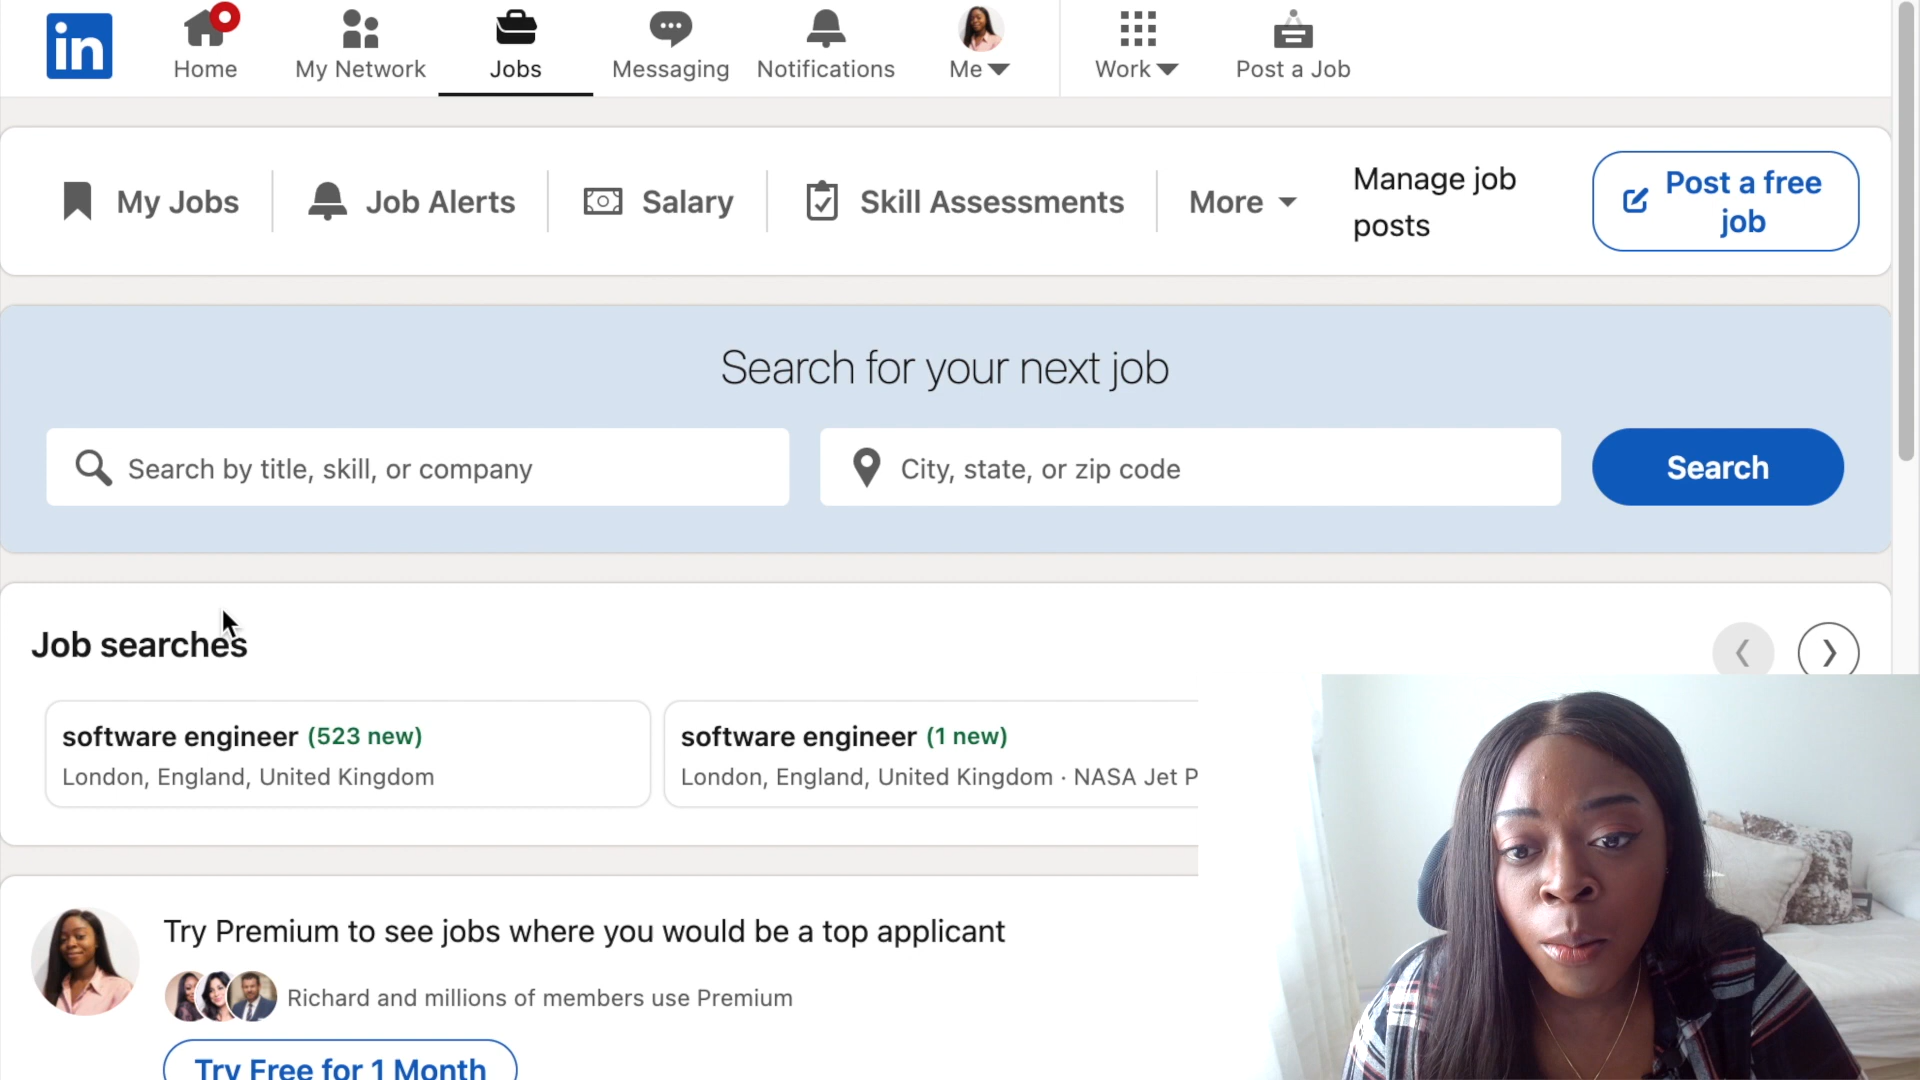 in
Home
My Network
Jobs
Messaging
Notifications
Me
Work
Post a Job
My Jobs
Job Alerts
Salary
Skill Assessments
More
Manage job
posts
Post a free
job
Search for your next job
Search by title, skill, or company
City, state, or zip code
Search
Job searches
software engineer (523 new)
London, England, United Kingdom
software engineer (1 new)
London, England, United Kingdom · NASA Jet P
Try Premium to see jobs where you would be a top applicant
Richard and millions of members use Premium
Try Free for 1 Month